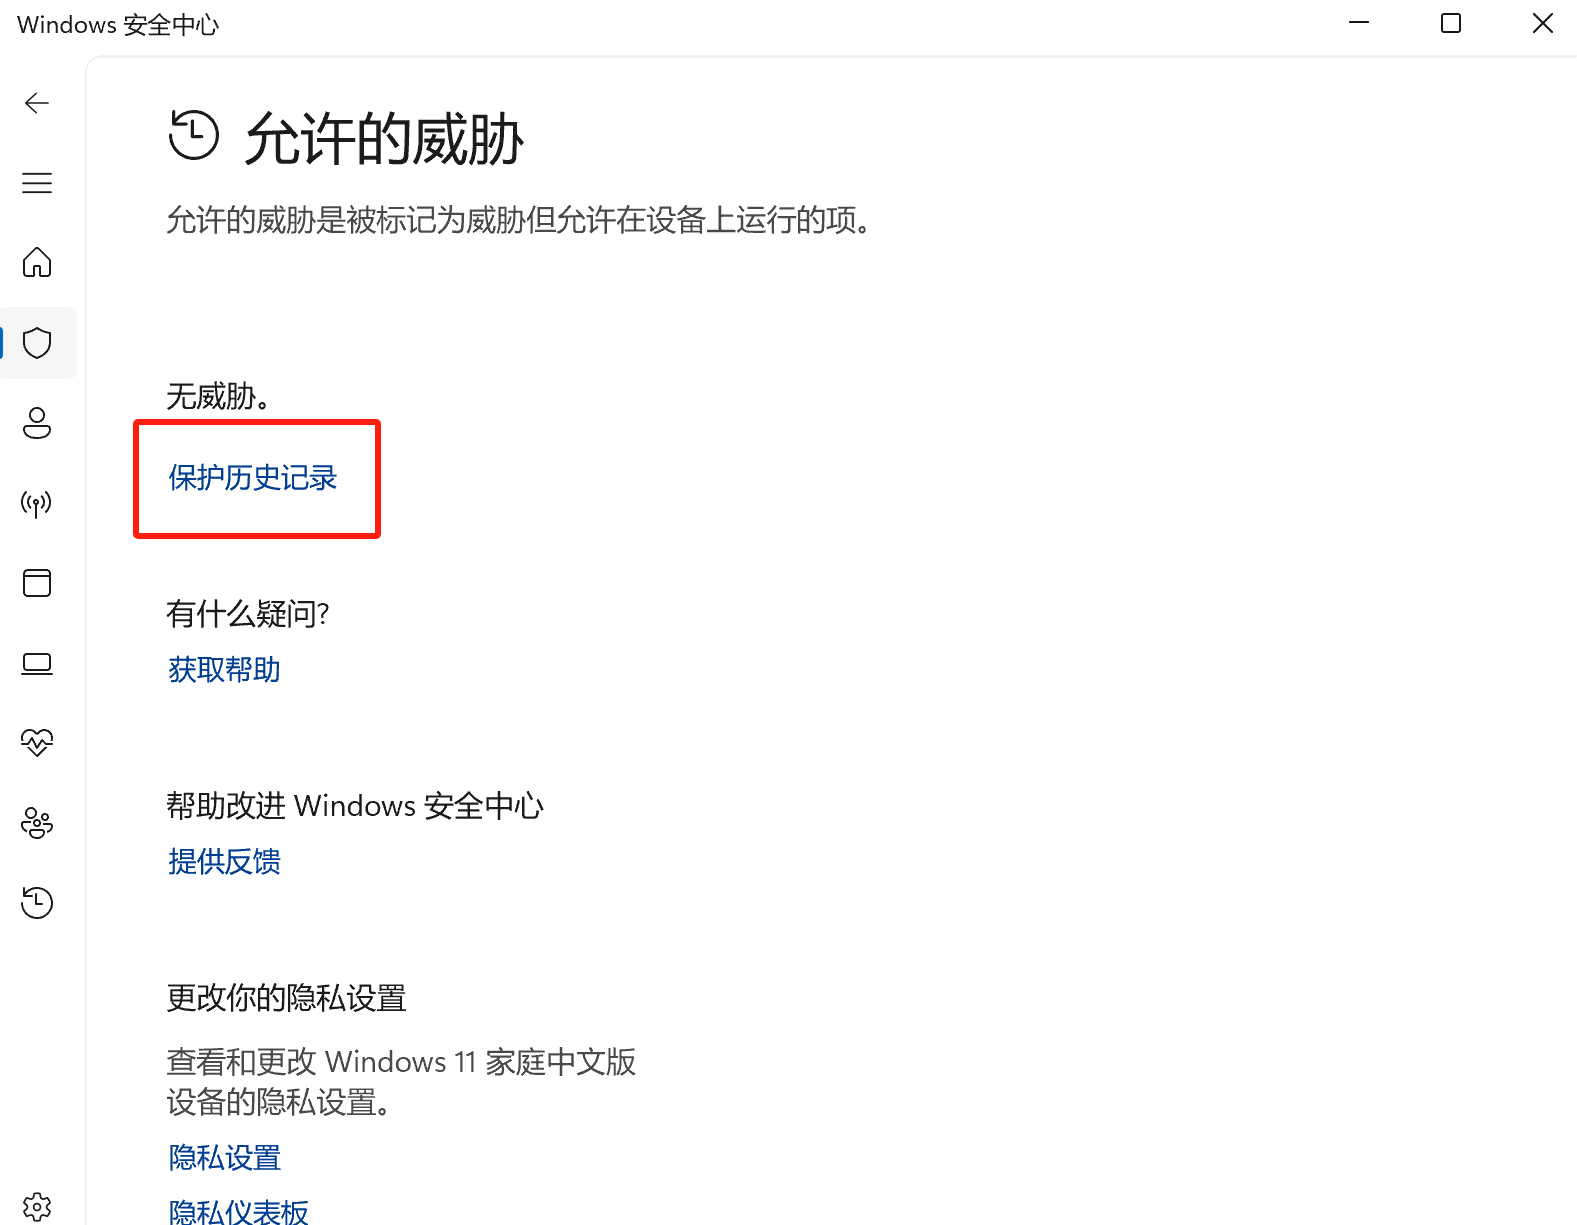 Windows 安全中心
允许的威胁
允许的威胁是被标记为威胁但允许在设备上运行的项。
无威胁。
保护历史记录
有什么疑问?
获取帮助
帮助改进 Windows 安全中心
提供反馈
更改你的隐私设置
查看和更改 Windows 11 家庭中文版
设备的隐私设置。
隐私设置
隐私仪表板